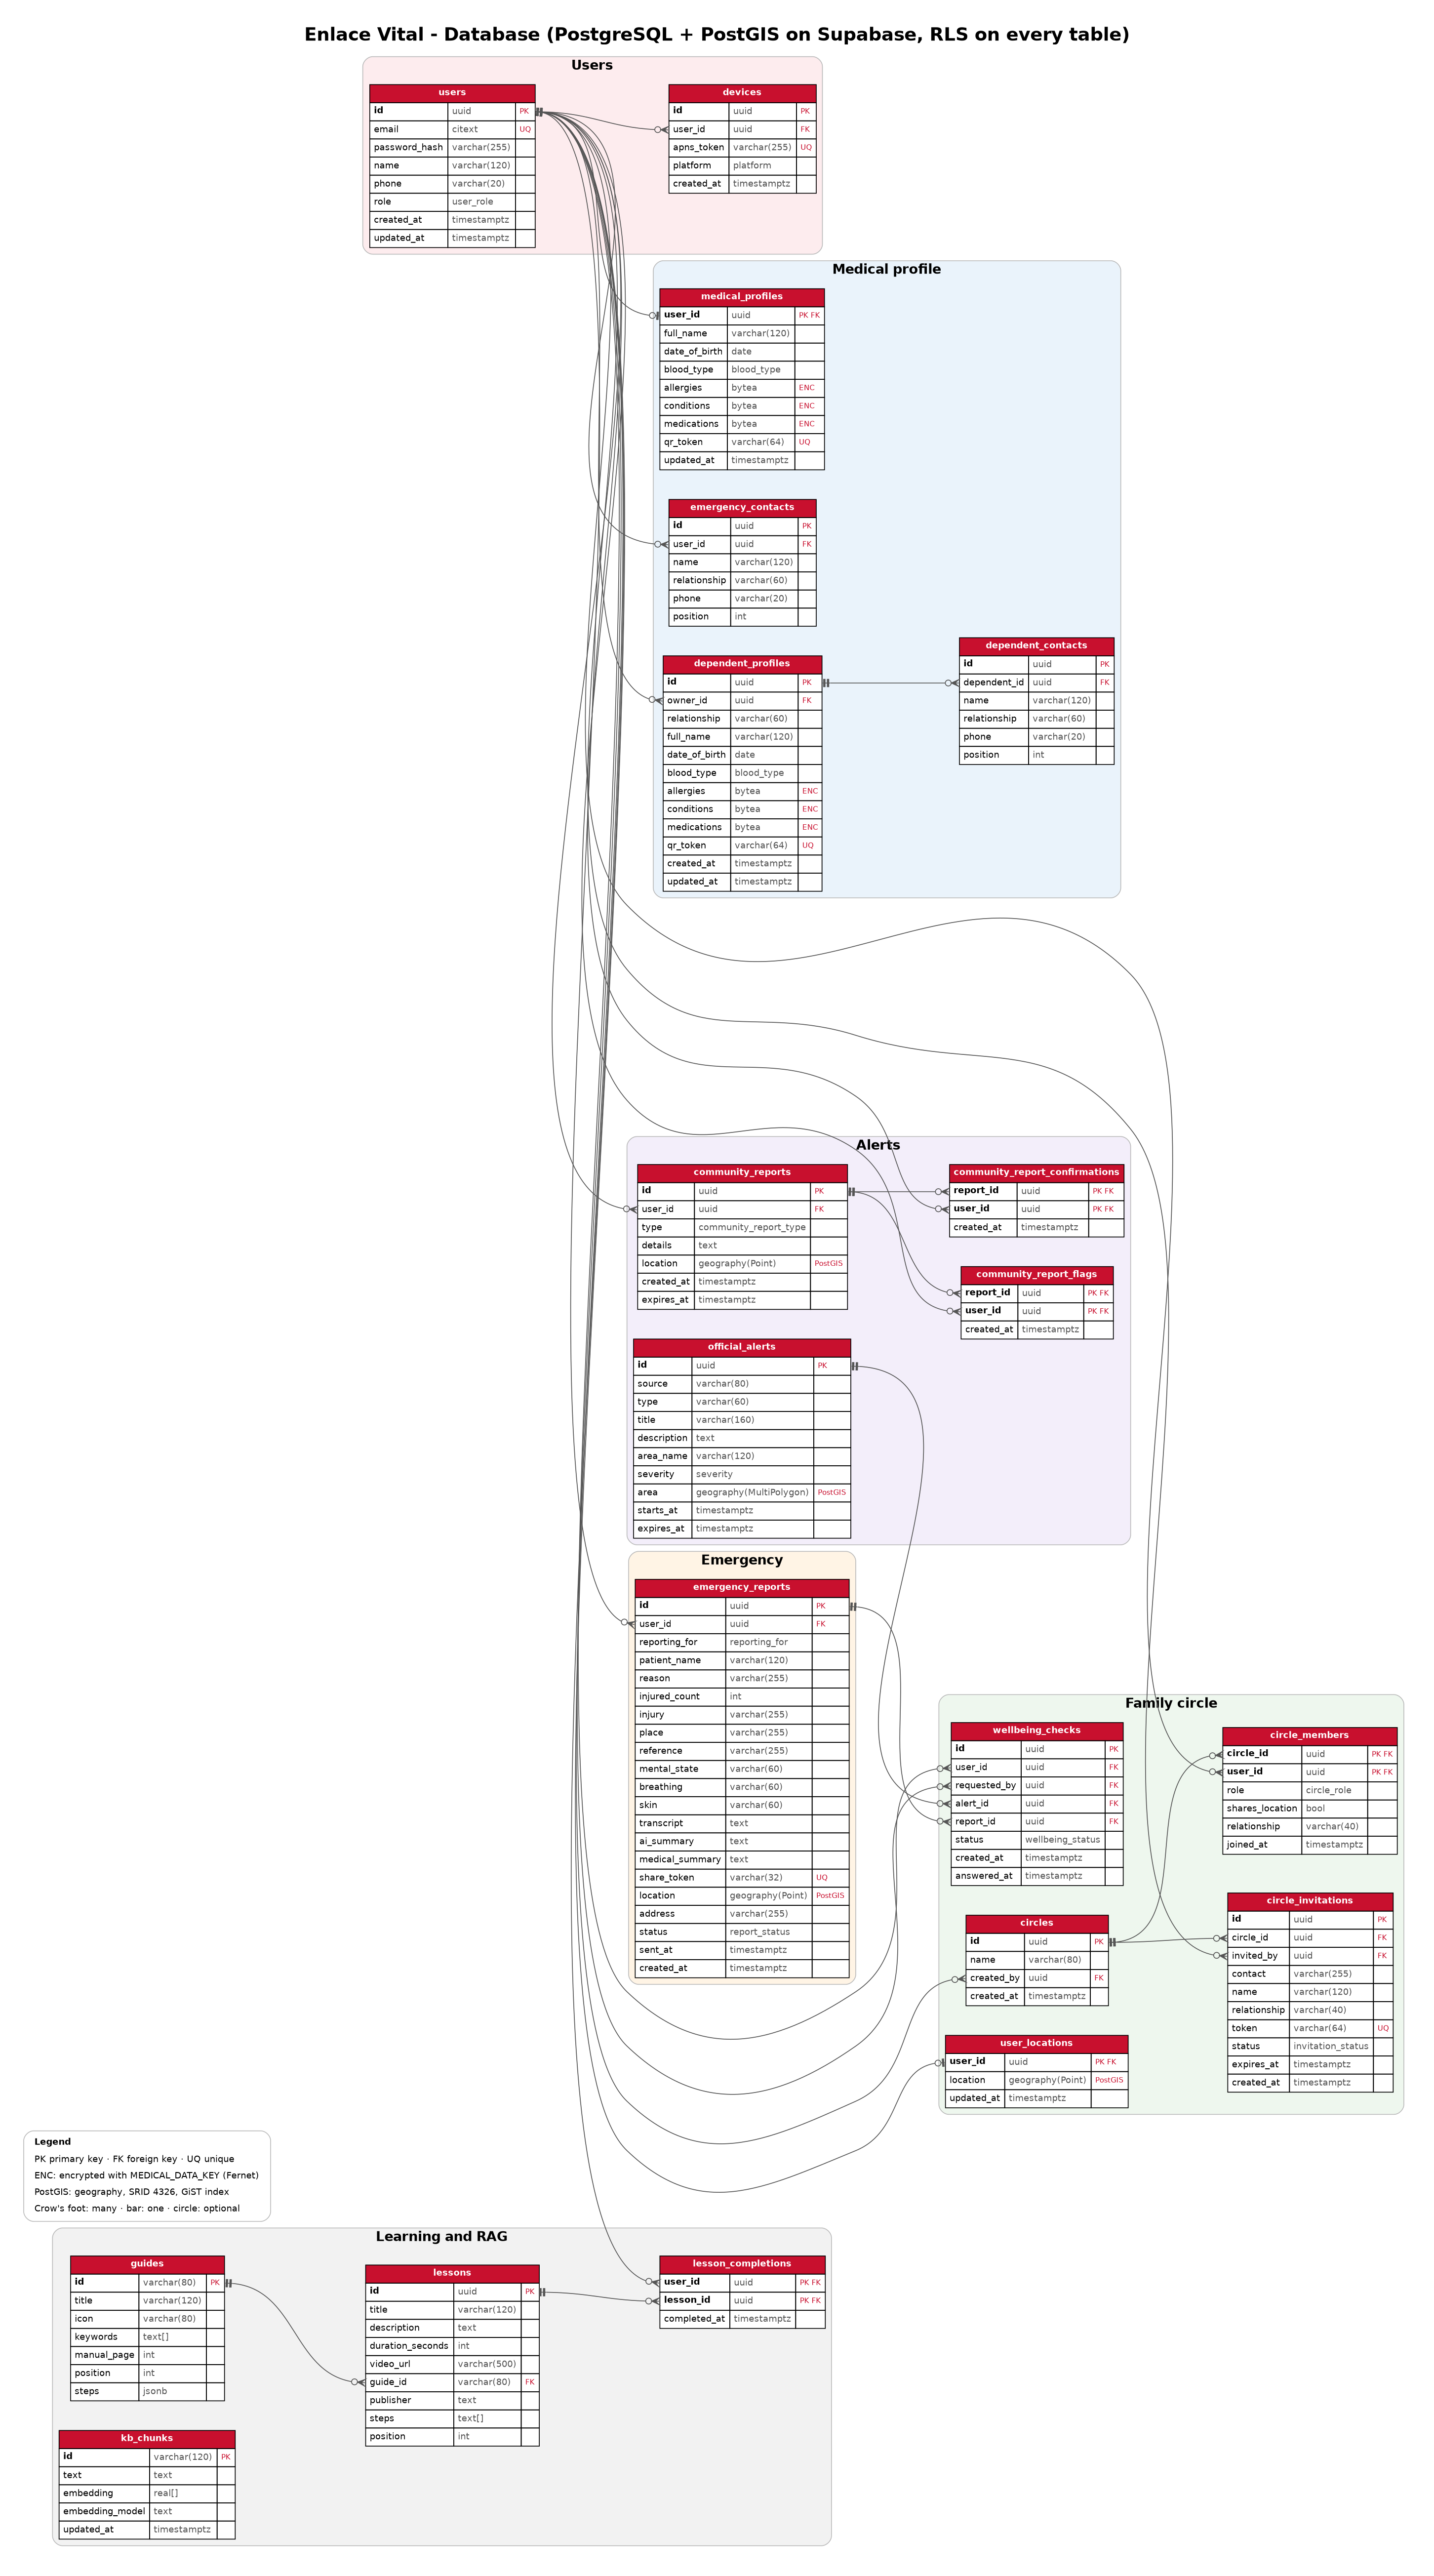 Enlace Vital - Database (PostgreSQL + PostGIS on Supabase, RLS on every table)
Users
users
id uuid PK
email citext UQ
password_hash varchar(255)
name varchar(120)
phone varchar(20)
role user_role
created_at timestamptz
updated_at timestamptz
devices
id uuid PK
user_id uuid FK
apns_token varchar(255) UQ
platform platform
created_at timestamptz
Medical profile
medical_profiles
user_id uuid PK FK
full_name varchar(120)
date_of_birth date
blood_type blood_type
allergies bytea ENC
conditions bytea ENC
medications bytea ENC
qr_token varchar(64) UQ
updated_at timestamptz
emergency_contacts
id uuid PK
user_id uuid FK
name varchar(120)
relationship varchar(60)
phone varchar(20)
position int
dependent_profiles
id uuid PK
owner_id uuid FK
relationship varchar(60)
full_name varchar(120)
date_of_birth date
blood_type blood_type
allergies bytea ENC
conditions bytea ENC
medications bytea ENC
qr_token varchar(64) UQ
created_at timestamptz
updated_at timestamptz
dependent_contacts
id uuid PK
dependent_id uuid FK
name varchar(120)
relationship varchar(60)
phone varchar(20)
position int
Alerts
community_reports
id uuid PK
user_id uuid FK
type community_report_type
details text
location geography(Point) PostGIS
created_at timestamptz
expires_at timestamptz
community_report_confirmations
report_id uuid PK FK
user_id uuid PK FK
created_at timestamptz
community_report_flags
report_id uuid PK FK
user_id uuid PK FK
created_at timestamptz
official_alerts
id uuid PK
source varchar(80)
type varchar(60)
title varchar(160)
description text
area_name varchar(120)
severity severity
area geography(MultiPolygon) PostGIS
starts_at timestamptz
expires_at timestamptz
Emergency
emergency_reports
id uuid PK
user_id uuid FK
reporting_for reporting_for
patient_name varchar(120)
reason varchar(255)
injured_count int
injury varchar(255)
place varchar(255)
reference varchar(255)
mental_state varchar(60)
breathing varchar(60)
skin varchar(60)
transcript text
ai_summary text
medical_summary text
share_token varchar(32) UQ
location geography(Point) PostGIS
address varchar(255)
status report_status
sent_at timestamptz
created_at timestamptz
Family circle
wellbeing_checks
id uuid PK
user_id uuid FK
requested_by uuid FK
alert_id uuid FK
report_id uuid FK
status wellbeing_status
created_at timestamptz
answered_at timestamptz
circle_members
circle_id uuid PK FK
user_id uuid PK FK
role circle_role
shares_location bool
relationship varchar(40)
joined_at timestamptz
circles
id uuid PK
name varchar(80)
created_by uuid FK
created_at timestamptz
circle_invitations
id uuid PK
circle_id uuid FK
invited_by uuid FK
contact varchar(255)
name varchar(120)
relationship varchar(40)
token varchar(64) UQ
status invitation_status
expires_at timestamptz
created_at timestamptz
user_locations
user_id uuid PK FK
location geography(Point) PostGIS
updated_at timestamptz
Legend
PK primary key · FK foreign key · UQ unique
ENC: encrypted with MEDICAL_DATA_KEY (Fernet)
PostGIS: geography, SRID 4326, GiST index
Crow's foot: many · bar: one · circle: optional
Learning and RAG
guides
id varchar(80) PK
title varchar(120)
icon varchar(80)
keywords text[]
manual_page int
position int
steps jsonb
lessons
id uuid PK
title varchar(120)
description text
duration_seconds int
video_url varchar(500)
guide_id varchar(80) FK
publisher text
steps text[]
position int
lesson_completions
user_id uuid PK FK
lesson_id uuid PK FK
completed_at timestamptz
kb_chunks
id varchar(120) PK
text text
embedding real[]
embedding_model text
updated_at timestamptz